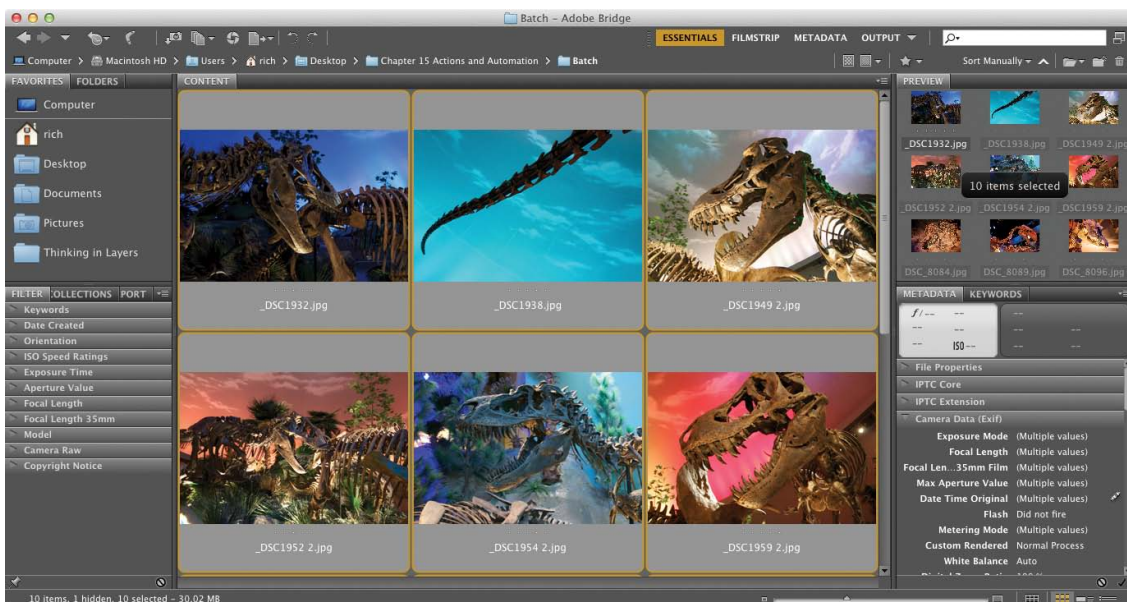 Batch – Adobe Bridge
ESSENTIALS FILMSTRIP METADATA OUTPUT
Computer > Macintosh HD > Users > rich > Desktop > Chapter 15 Actions and Automation > Batch
Sort Manually
FAVORITES FOLDERS
Computer
rich
Desktop
Documents
Pictures
Thinking in Layers
FILTER COLLECTIONS PORT
Keywords
Date Created
Orientation
ISO Speed Ratings
Exposure Time
Aperture Value
Focal Length
Focal Length 35mm
Model
Camera Raw
Copyright Notice
CONTENT
_DSC1932.jpg _DSC1938.jpg _DSC1949 2.jpg
_DSC1952 2.jpg _DSC1954 2.jpg _DSC1959 2.jpg
PREVIEW
_DSC1932.jpg _DSC1938.jpg _DSC1949 2.jpg
10 items selected
_DSC1952 2.jpg _DSC1954 2.jpg _DSC1959 2.jpg
DSC_8084.jpg DSC_8089.jpg DSC_8096.jpg
METADATA KEYWORDS
f/-- -- --
-- -- -- --
-- ISO -- -- --
File Properties
IPTC Core
IPTC Extension
Camera Data (Exif)
Exposure Mode (Multiple values)
Focal Length (Multiple values)
Focal Len...35mm Film (Multiple values)
Max Aperture Value (Multiple values)
Date Time Original (Multiple values)
Flash Did not fire
Metering Mode (Multiple values)
Custom Rendered Normal Process
White Balance Auto
10 items, 1 hidden, 10 selected – 30.02 MB